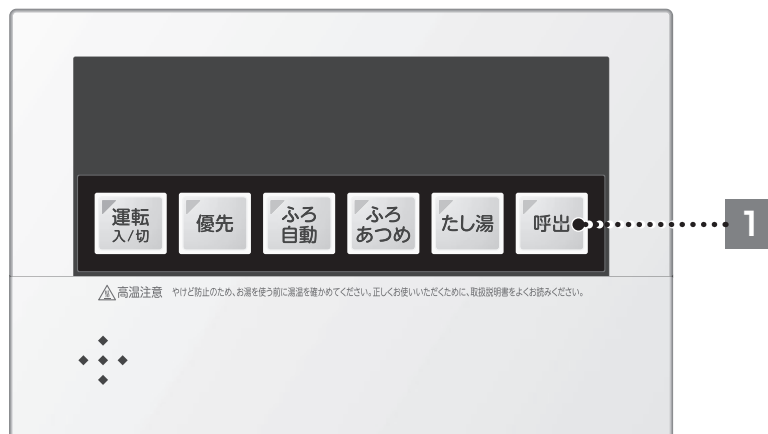 運転
入/切
優先
ふろ
自動
ふろ
あつめ
たし湯
呼出
1
高温注意 やけど防止のため、お湯を使う前に湯温を確かめてください。正しくお使いいただくために、取扱説明書をよくお読みください。